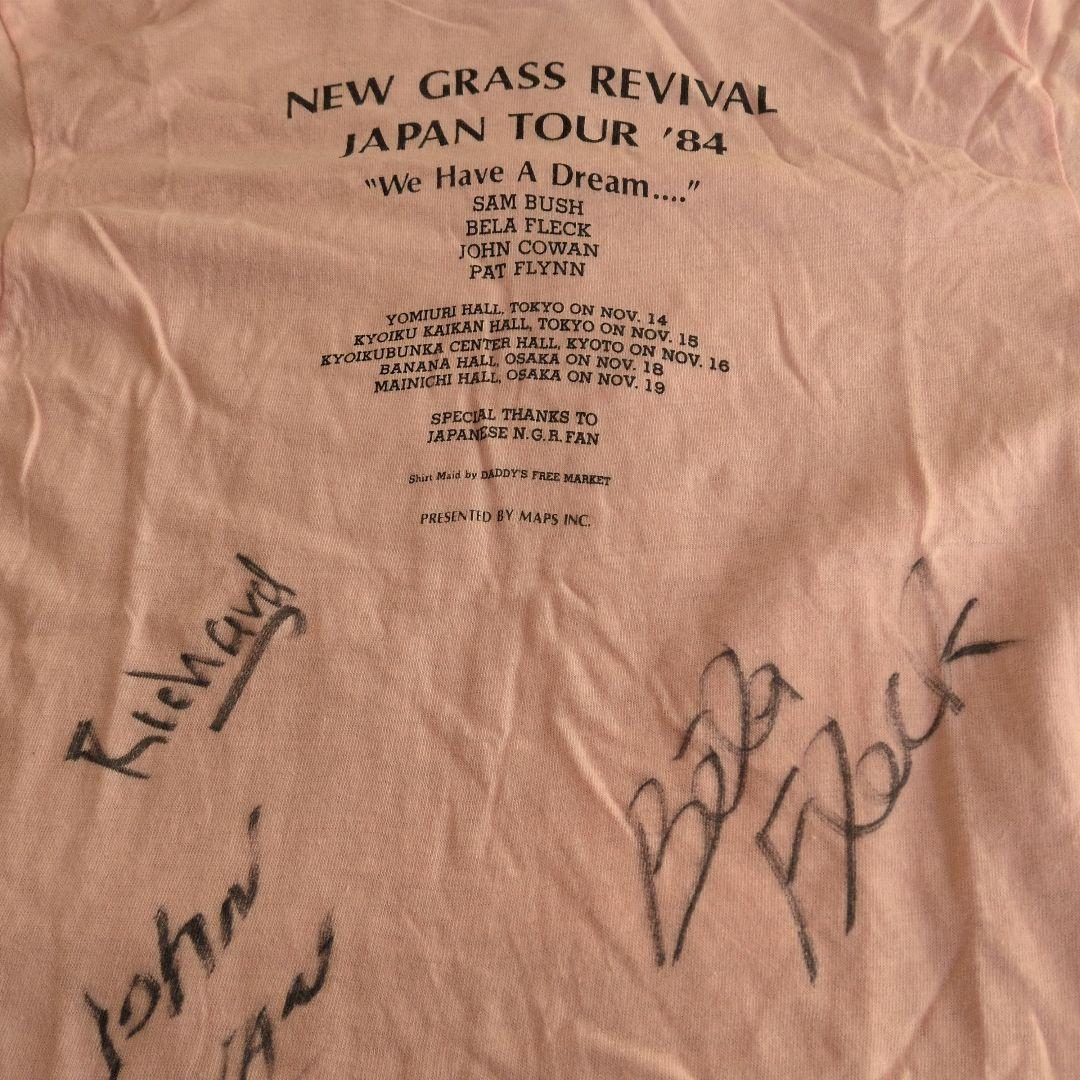 NEW GRASS REVIVAL
JAPAN TOUR '84
"We Have A Dream...."
SAM BUSH
BELA FLECK
JOHN COWAN
PAT FLYNN
YOMIURI HALL, TOKYO ON NOV. 14
KYOIKU KAIKAN HALL, TOKYO ON NOV. 15
KYOIKUBUNKA CENTER HALL, KYOTO ON NOV. 16
BANANA HALL, OSAKA ON NOV. 18
MAINICHI HALL, OSAKA ON NOV. 19
SPECIAL THANKS TO
JAPANESE N.G.R. FAN
Shirt Maid by DADDY'S FREE MARKET
PRESENTED BY MAPS INC.
Richard
Béla
Fleck
John